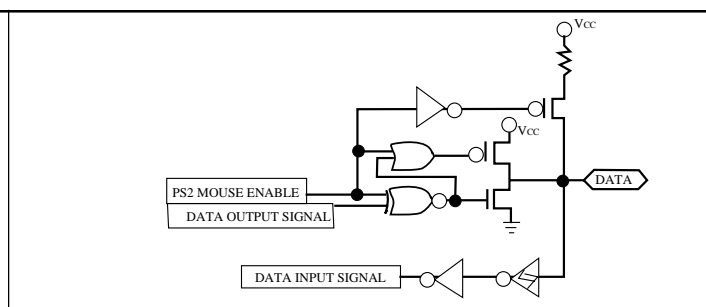 Vcc
Vcc
PS2 MOUSE ENABLE
DATA
DATA OUTPUT SIGNAL
DATA INPUT SIGNAL